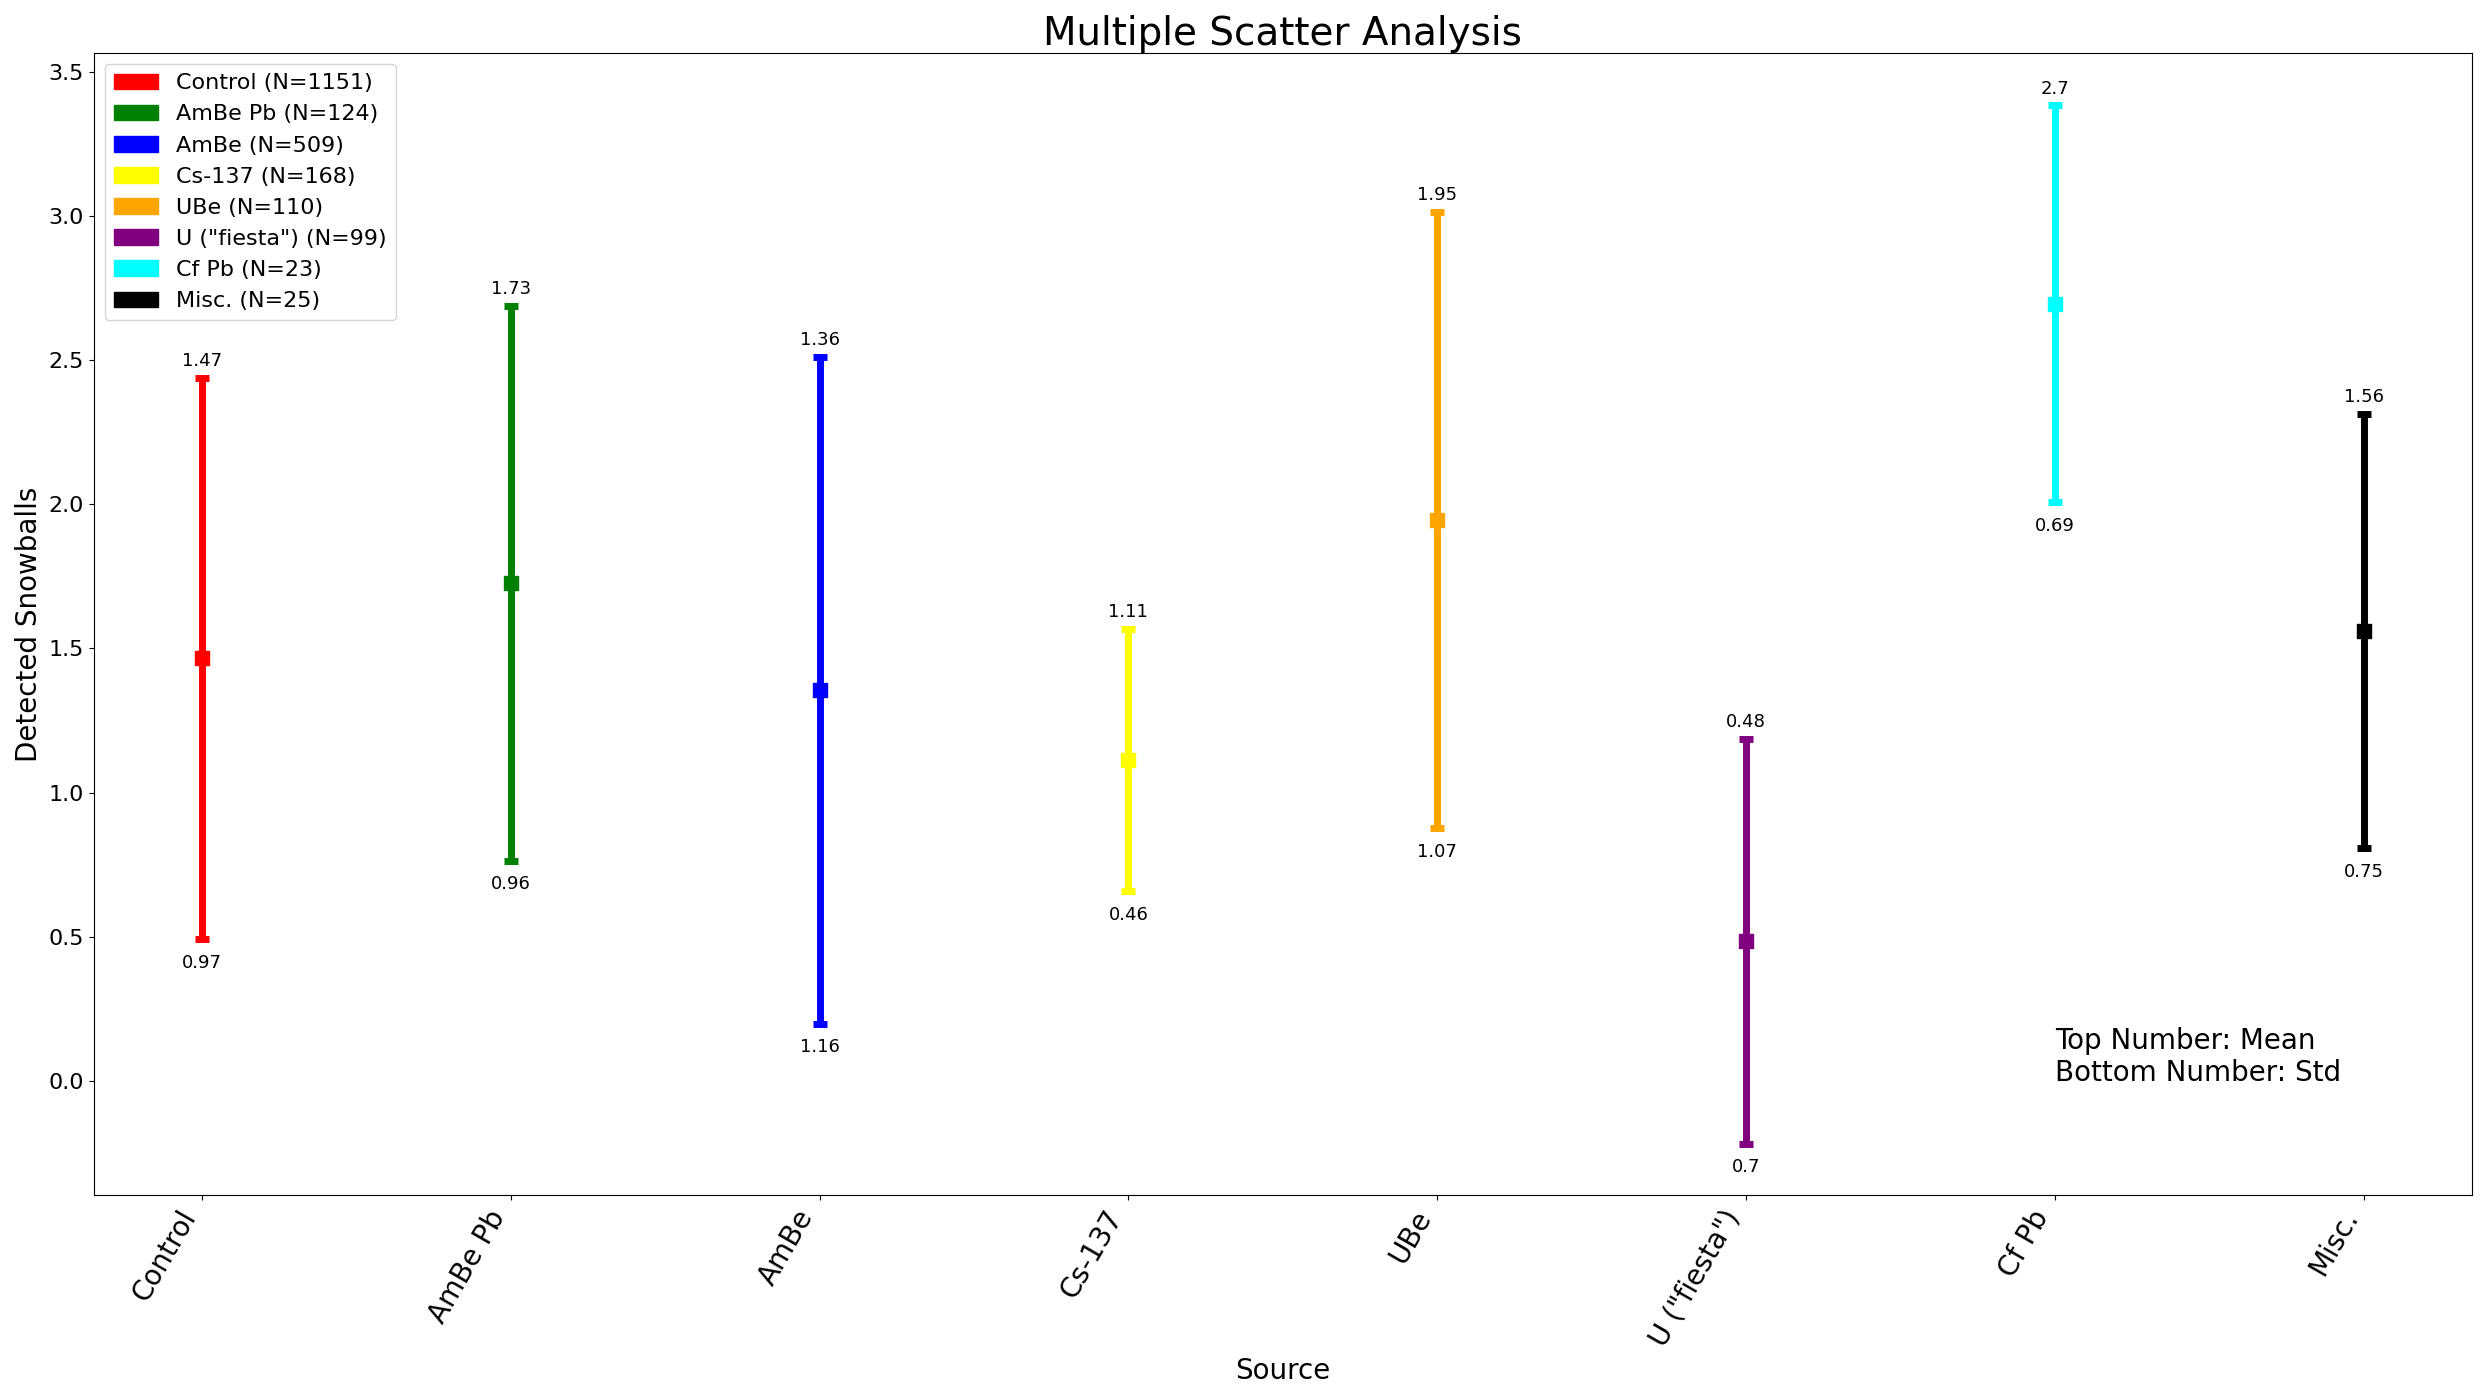 Multiple Scatter Analysis
Control (N=1151)
AmBe Pb (N=124)
AmBe (N=509)
Cs-137 (N=168)
UBe (N=110)
U ("fiesta") (N=99)
Cf Pb (N=23)
Misc. (N=25)
Detected Snowballs
3.5
3.0
2.5
2.0
1.5
1.0
0.5
0.0
1.47
0.97
1.73
0.96
1.36
1.16
1.11
0.46
1.95
1.07
0.48
0.7
2.7
0.69
1.56
0.75
Top Number: Mean
Bottom Number: Std
Control
AmBe Pb
AmBe
Cs-137
UBe
U ("fiesta")
Cf Pb
Misc.
Source